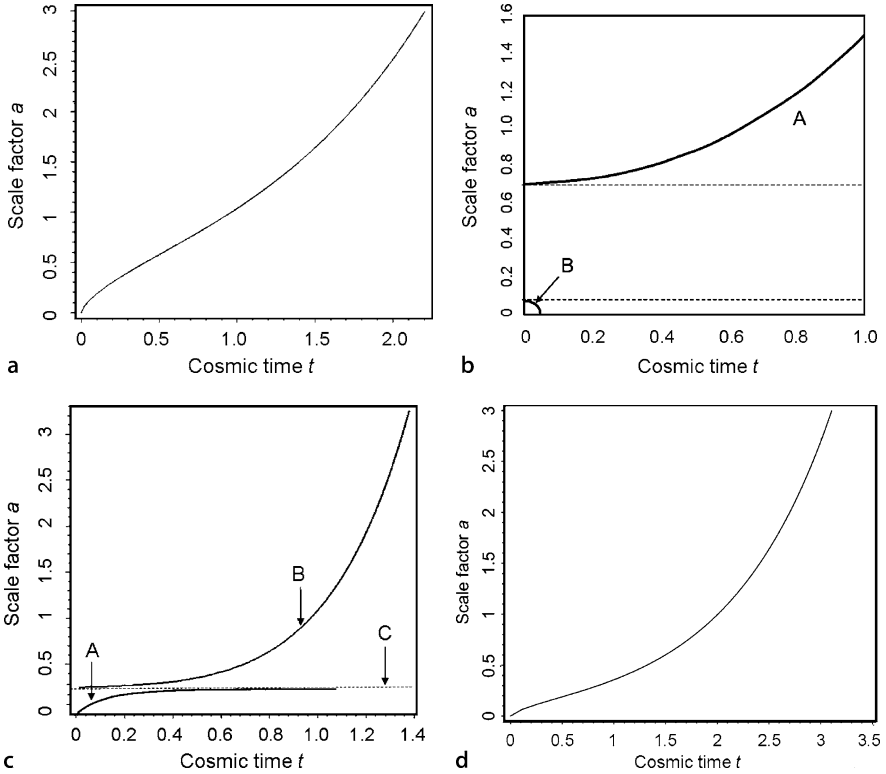 3
2.5
2
1.5
1
0.5
0
Scale factor a
0 0.5 1.0 1.5 2.0
Cosmic time t
a
1.6
1.4
1.2
1.0
0.8
0.6
0.4
0.2
0
Scale factor a
A
B
0 0.2 0.4 0.6 0.8 1.0
Cosmic time t
b
3
2.5
2
1.5
1
0.5
0
Scale factor a
B
C
A
0 0.2 0.4 0.6 0.8 1.0 1.2 1.4
Cosmic time t
c
3
2.5
2
1.5
1
0.5
0
Scale factor a
0 0.5 1 1.5 2 2.5 3 3.5
Cosmic time t
d